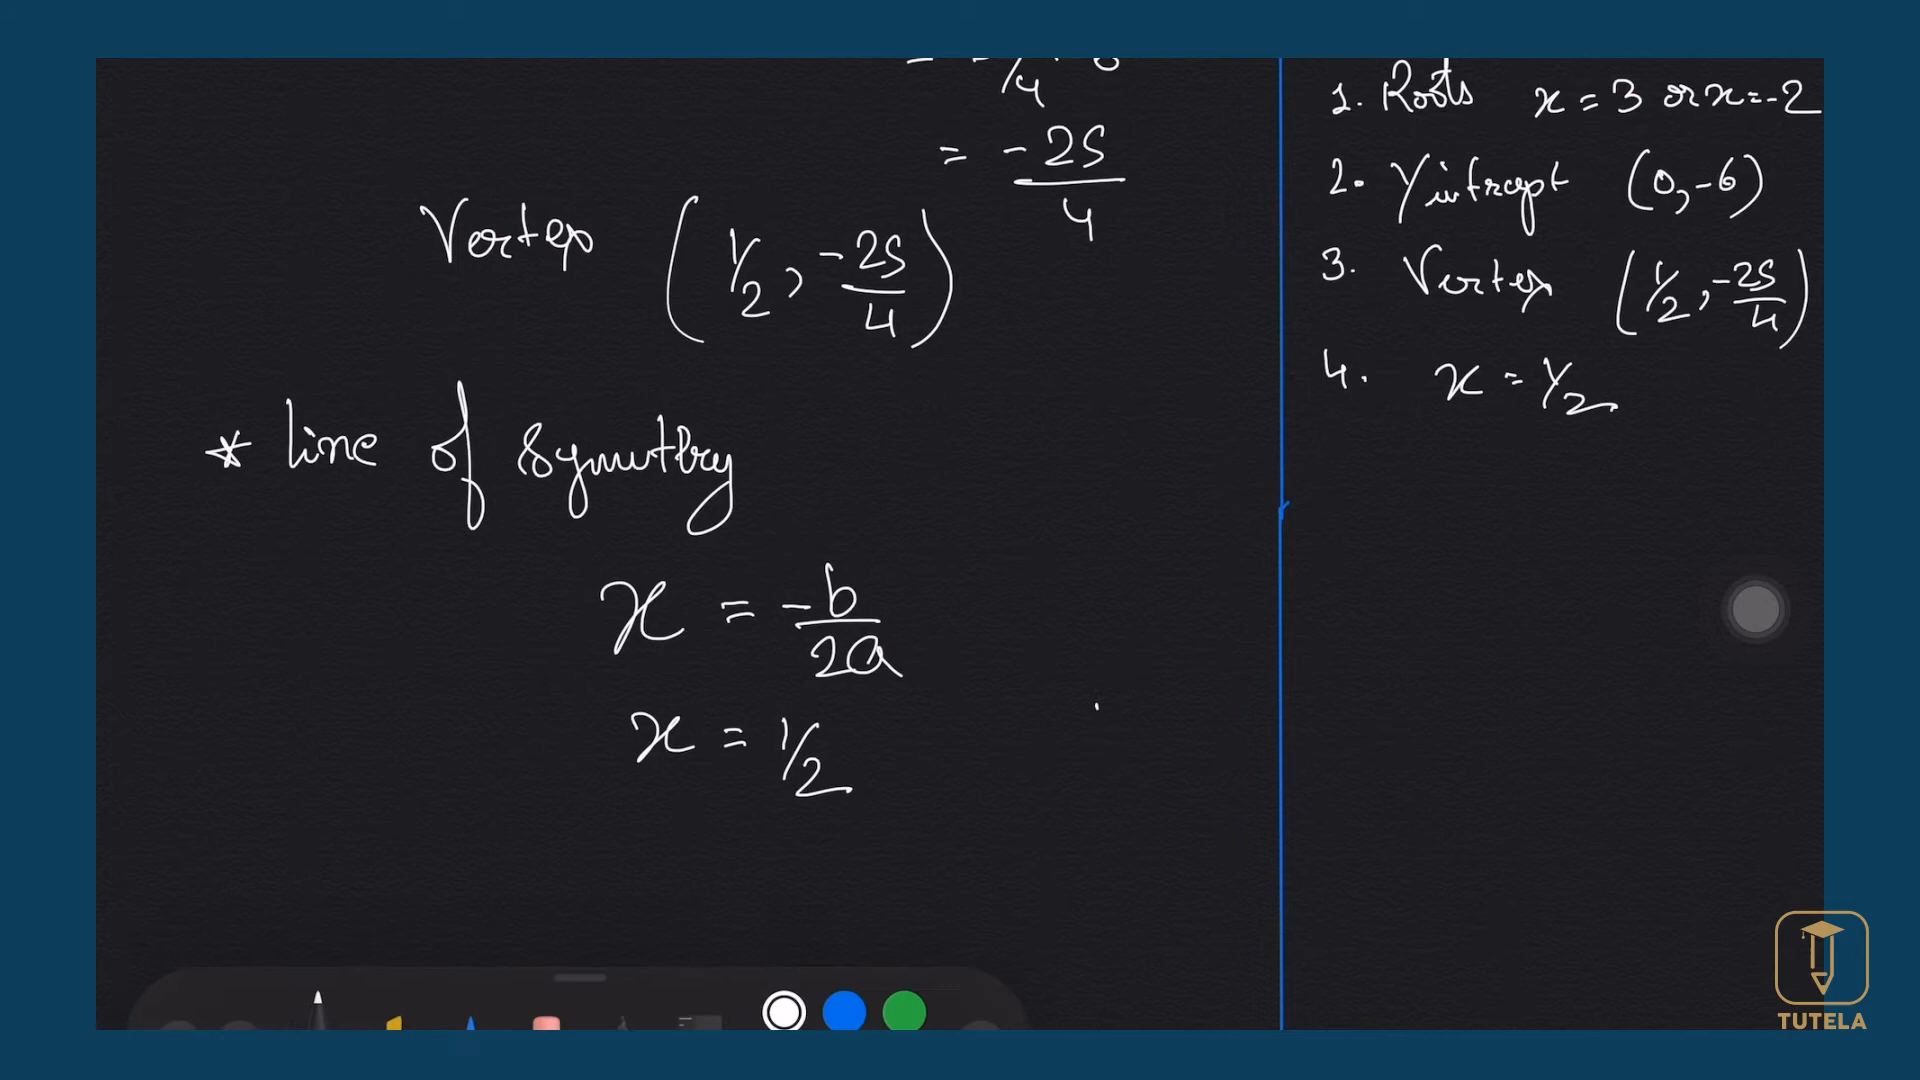 = -25/4
Vertex (1/2, -25/4)
* line of symmetry
x = -b/2a
x = 1/2
1. Roots x = 3 or x = -2
2. Y intrcept (0, -6)
3. Vertex (1/2, -25/4)
4. x = 1/2
TUTELA